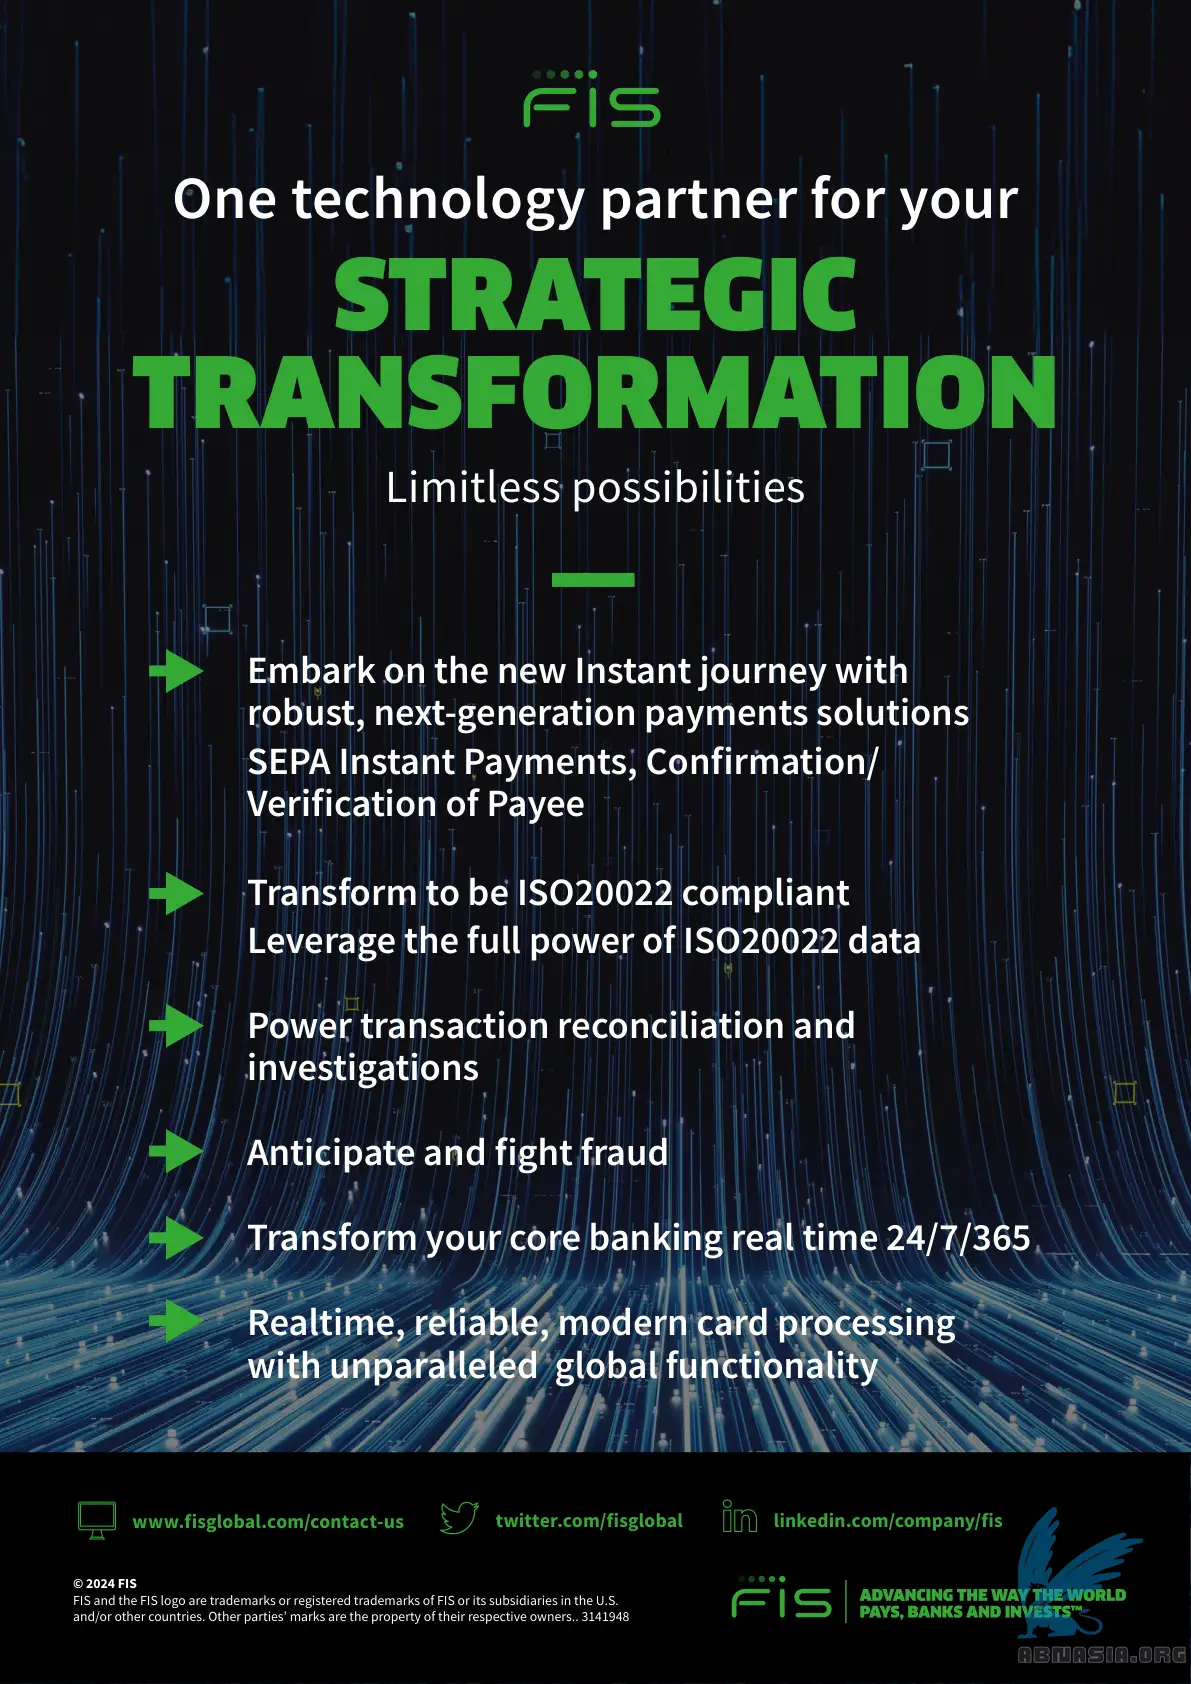 FIS
One technology partner for your
STRATEGIC
TRANSFORMATION
Limitless possibilities
Embark on the new Instant journey with
robust, next-generation payments solutions
SEPA Instant Payments, Confirmation/
Verification of Payee
Transform to be ISO20022 compliant
Leverage the full power of ISO20022 data
Power transaction reconciliation and
investigations
Anticipate and fight fraud
Transform your core banking real time 24/7/365
Realtime, reliable, modern card processing
with unparalleled  global functionality
www.fisglobal.com/contact-us
twitter.com/fisglobal
in
linkedin.com/company/fis
© 2024 FIS
FIS and the FIS logo are trademarks or registered trademarks of FIS or its subsidiaries in the U.S.
and/or other countries. Other parties’ marks are the property of their respective owners.. 3141948
FIS
ADVANCING THE WAY THE WORLD
PAYS, BANKS AND INVESTS™
ABNASIA.ORG